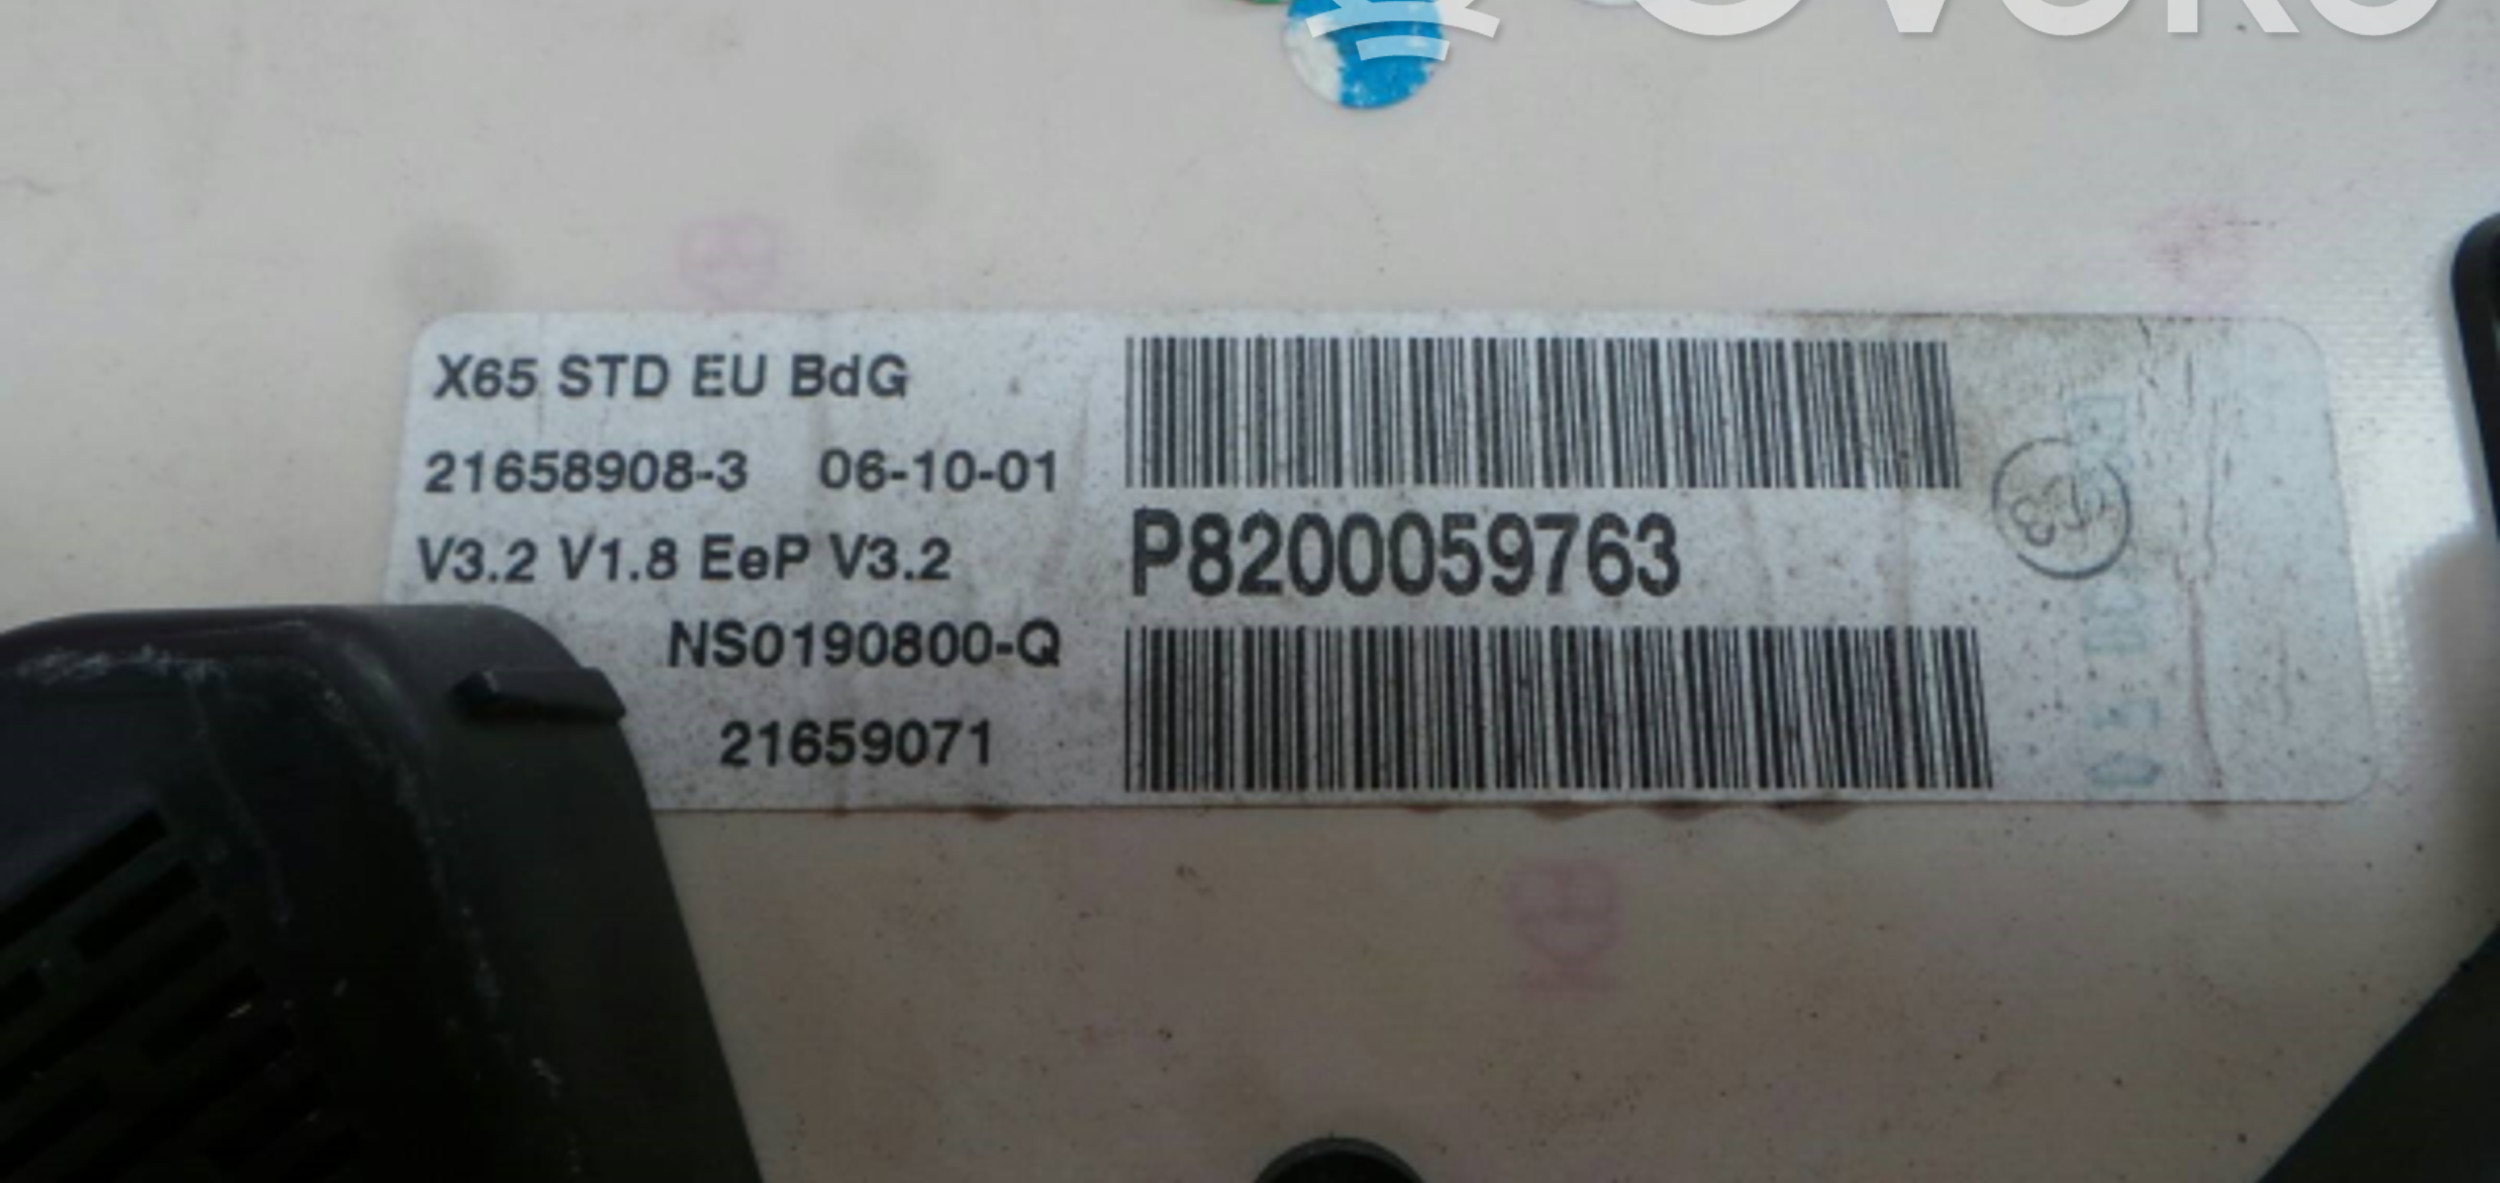 X65 STD EU BdG
21658908-3 06-10-01
V3.2 V1.8 EeP V3.2
NS0190800-Q
21659071
P8200059763